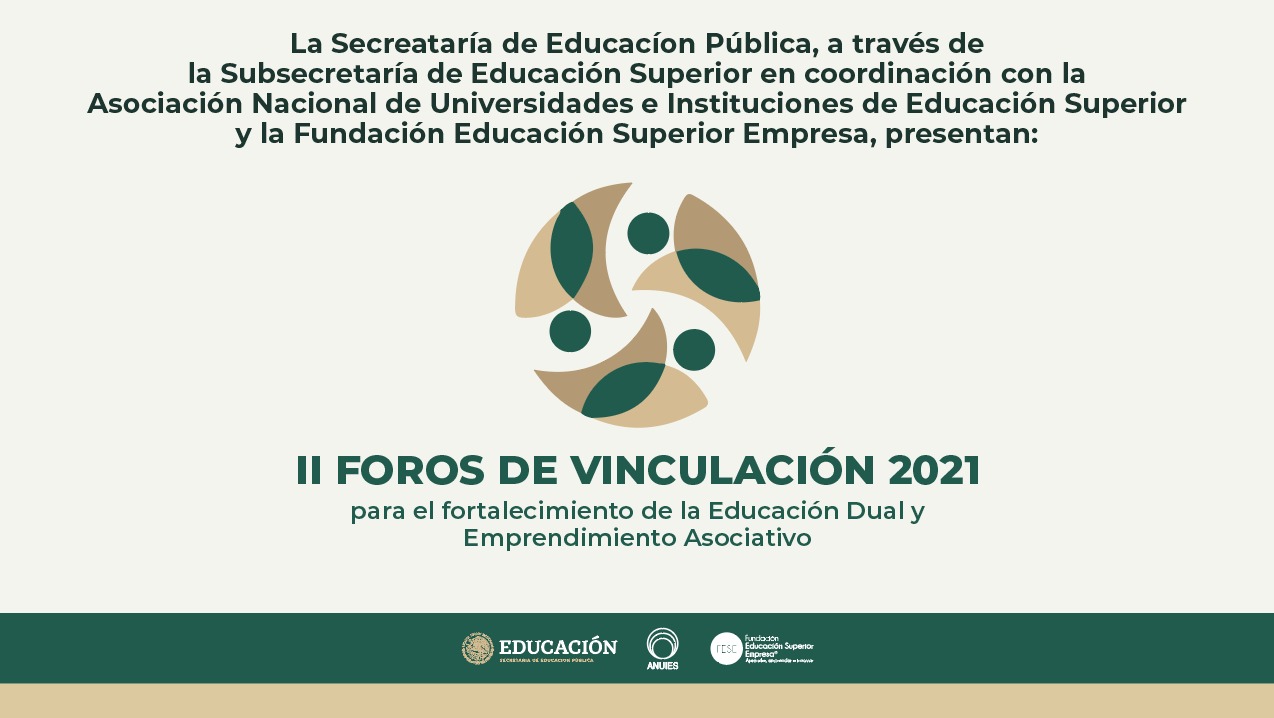 La Secreataría de Educacíon Pública, a través de
la Subsecretaría de Educación Superior en coordinación con la
Asociación Nacional de Universidades e Instituciones de Educación Superior
y la Fundación Educación Superior Empresa, presentan:
II FOROS DE VINCULACIÓN 2021
para el fortalecimiento de la Educación Dual y
Emprendimiento Asociativo
EDUCACIÓN
SECRETARÍA DE EDUCACIÓN PÚBLICA
ANUIES
FESE
Fundación
Educación Superior
Empresa